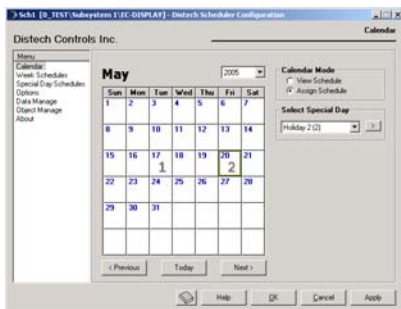 Sch1 [D_TEST\Subsystem 1\EC-DISPLAY] - Distech Scheduler Configuration
Calendar
Distech Controls Inc.
Menu
Calendar
Week Schedules
Special Day Schedules
Options
Data Manage
Object Manage
About
May
2005
Sun Mon Tue Wed Thu Fri Sat
1 2 3 4 5 6 7
8 9 10 11 12 13 14
15 16 17 18 19 20 21
1 2
22 23 24 25 26 27 28
29 30 31
< Previous Today Next >
Calendar Mode
View Schedule
Assign Schedule
Select Special Day
Holiday 2 (2) >
Help OK Cancel Apply